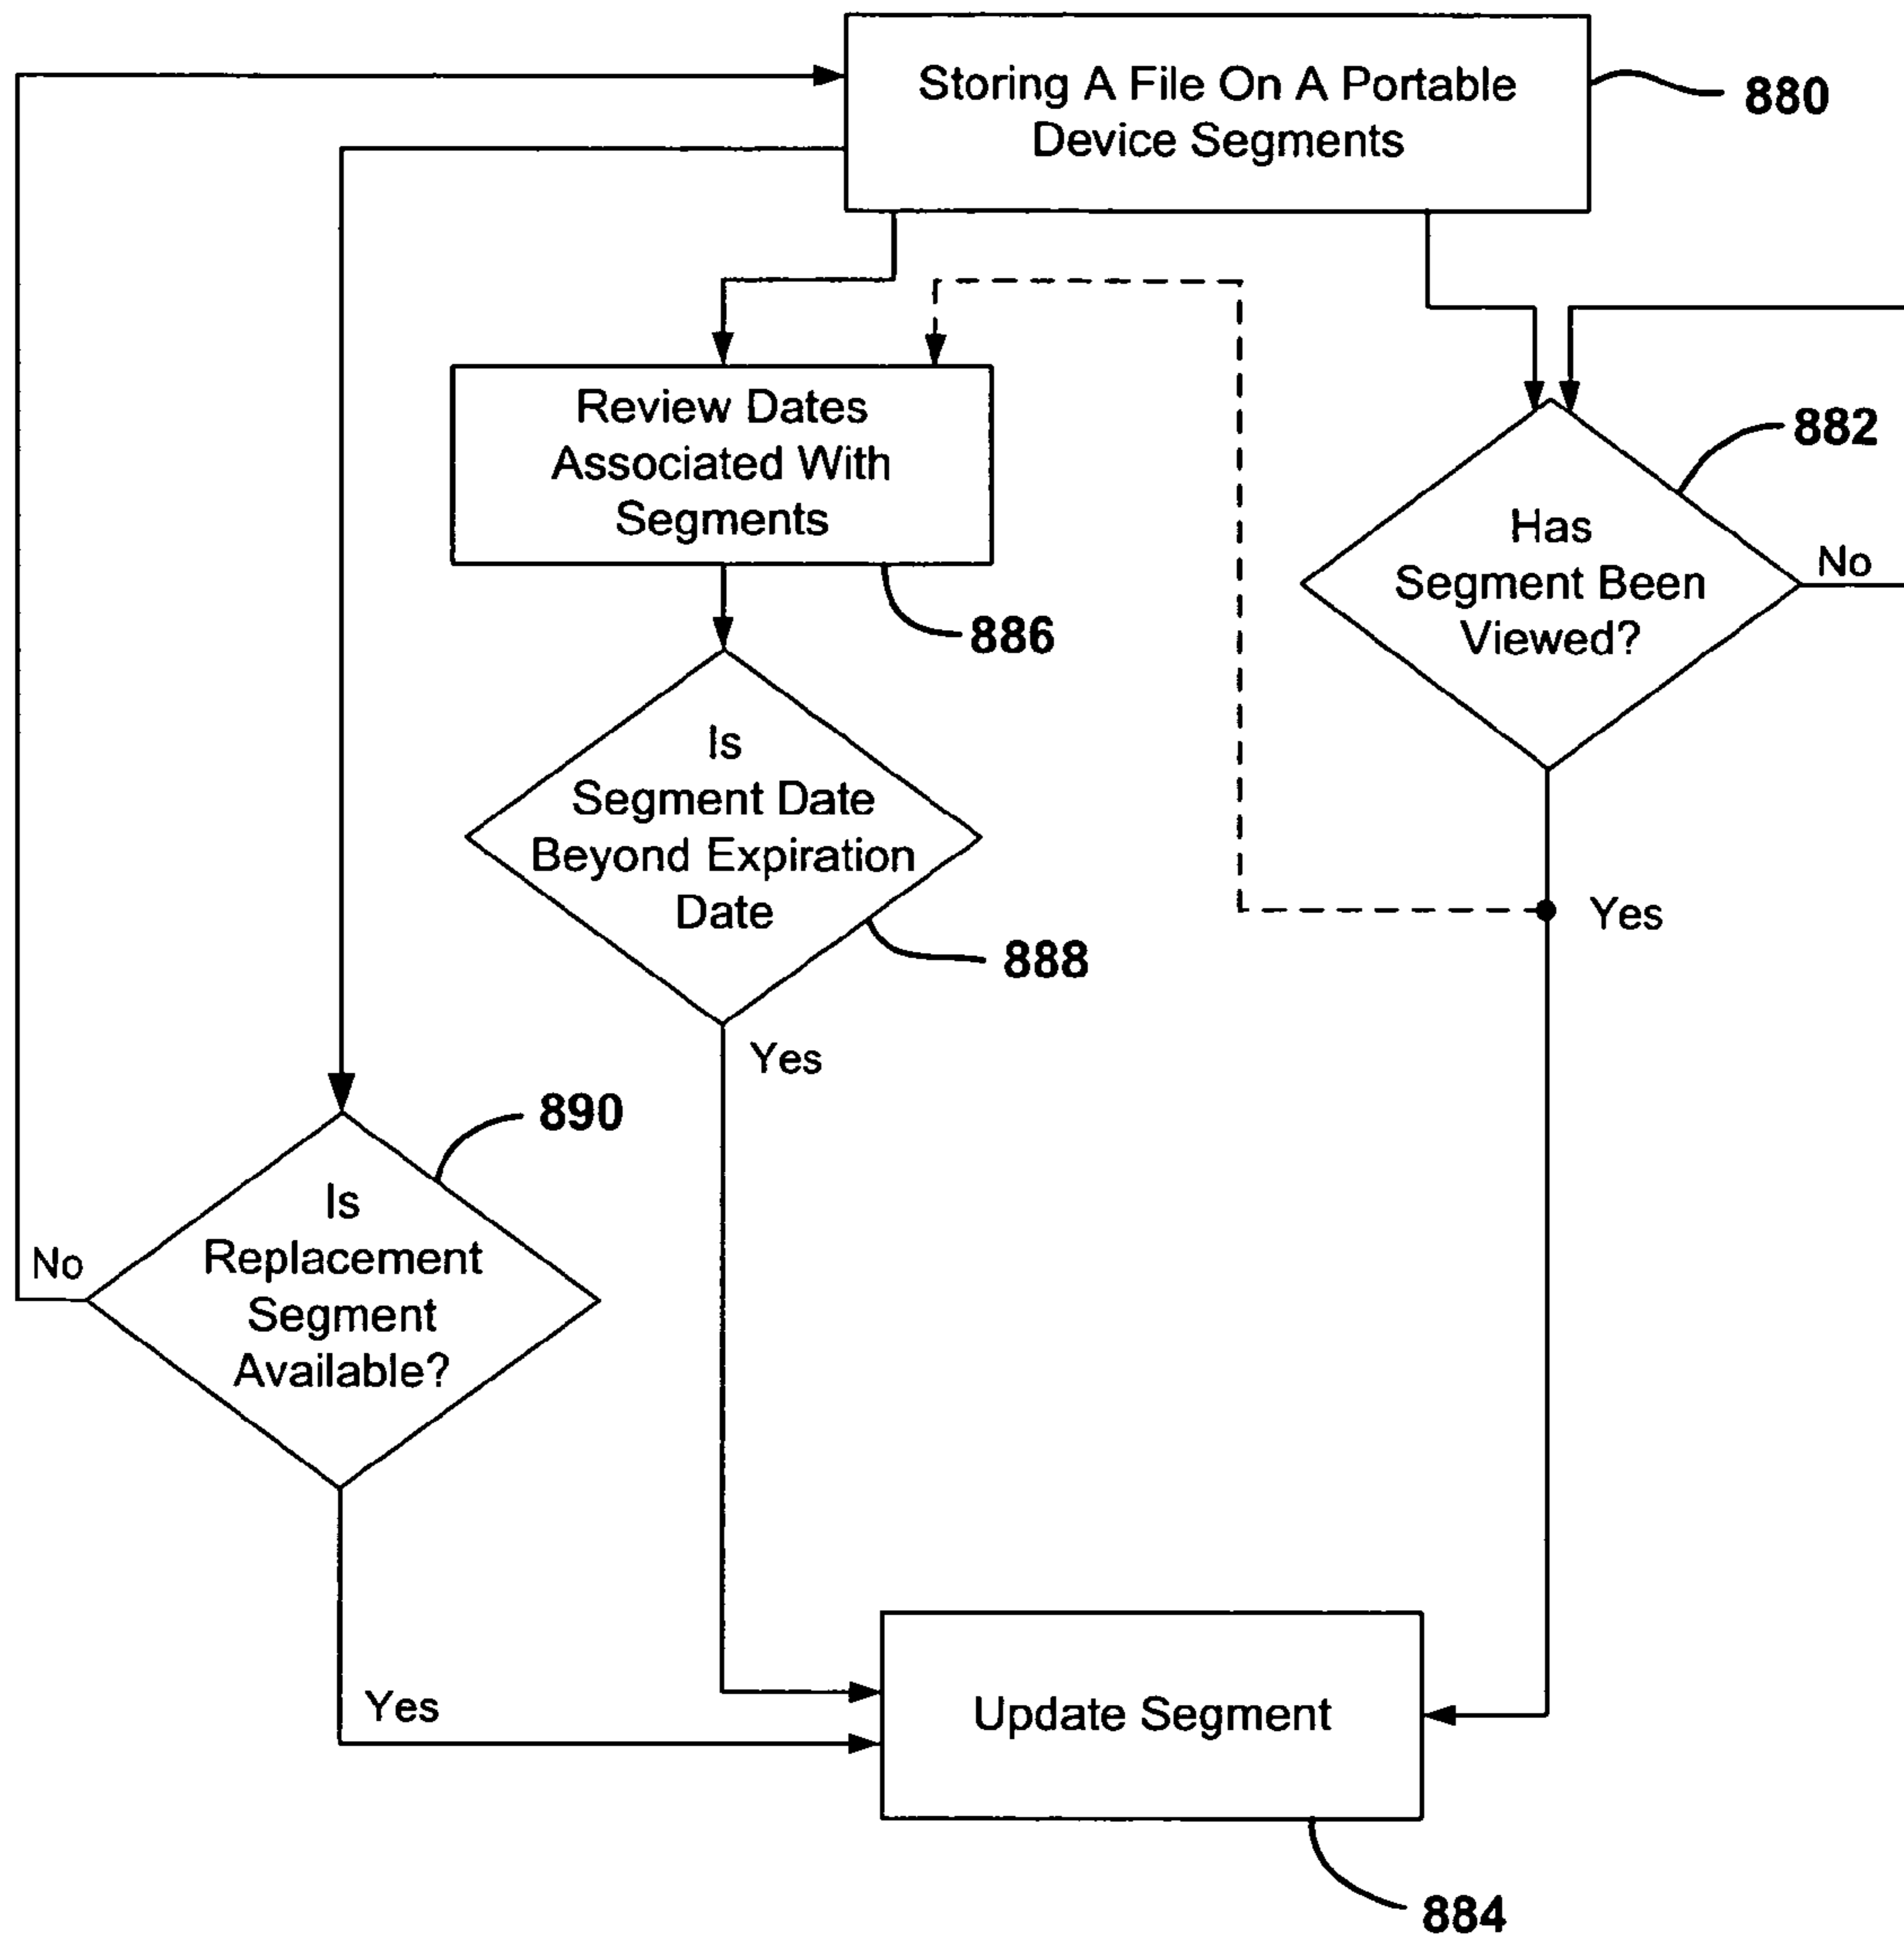 Storing A File On A Portable
Device Segments
880
Review Dates
Associated With
Segments
886
882
Has
Segment Been
Viewed?
No
Yes
Is
Segment Date
Beyond Expiration
Date
888
Yes
890
Is
Replacement
Segment
Available?
No
Yes
Update Segment
884